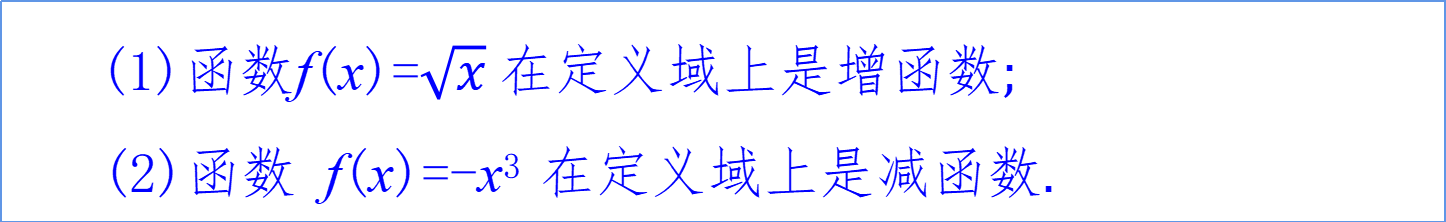 (1)函数f(x)=√x 在定义域上是增函数;
(2)函数 f(x)=-x³ 在定义域上是减函数.